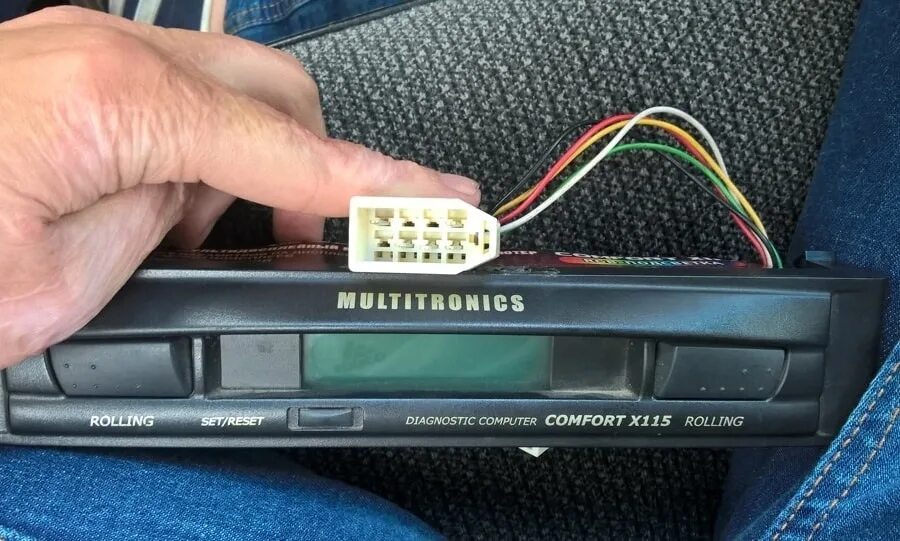 MULTITRONICS
ROLLING
SET/RESET
DIAGNOSTIC COMPUTER COMFORT X115
ROLLING